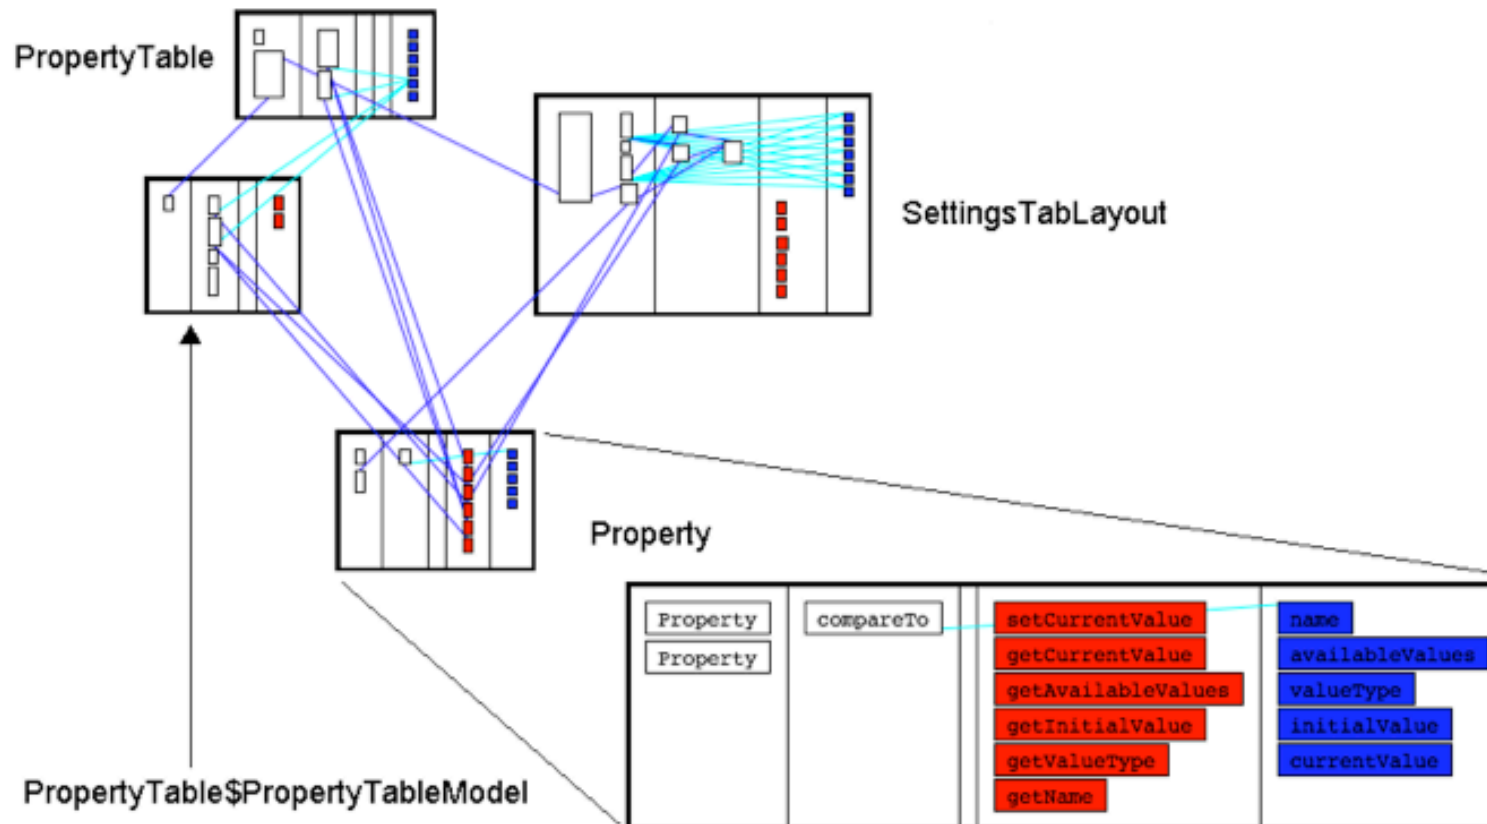 PropertyTable
SettingsTabLayout
Property
Property compareTo setCurrentValue name
Property getCurrentValue availableValues
getAvailableValues valueType
getInitialValue initialValue
getValueType currentValue
getName
PropertyTable$PropertyTableModel